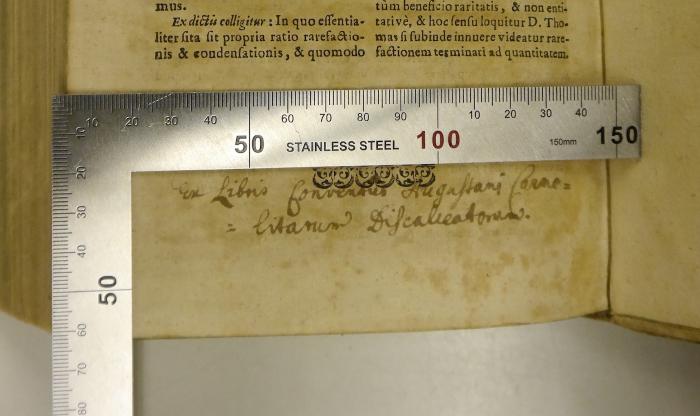 mus.
Ex dictis colligitur : In quo essentia-
liter sita sit propria ratio rarefactio-
nis & condensationis, & quomodo
tùm beneficio raritatis, & non enti-
tativè, & hoc sensu loquitur D. Tho-
mas si subinde innuere videatur rare-
factionem terminari ad quantitatem.
10 20 30 40 50 60 70 80 90 100 10 20 30 40 150
STAINLESS STEEL
150mm
10
20
30
40
50
60
70
80
Ex Libris Conventus Augustani Carme=
= litarum Discalceatorum.